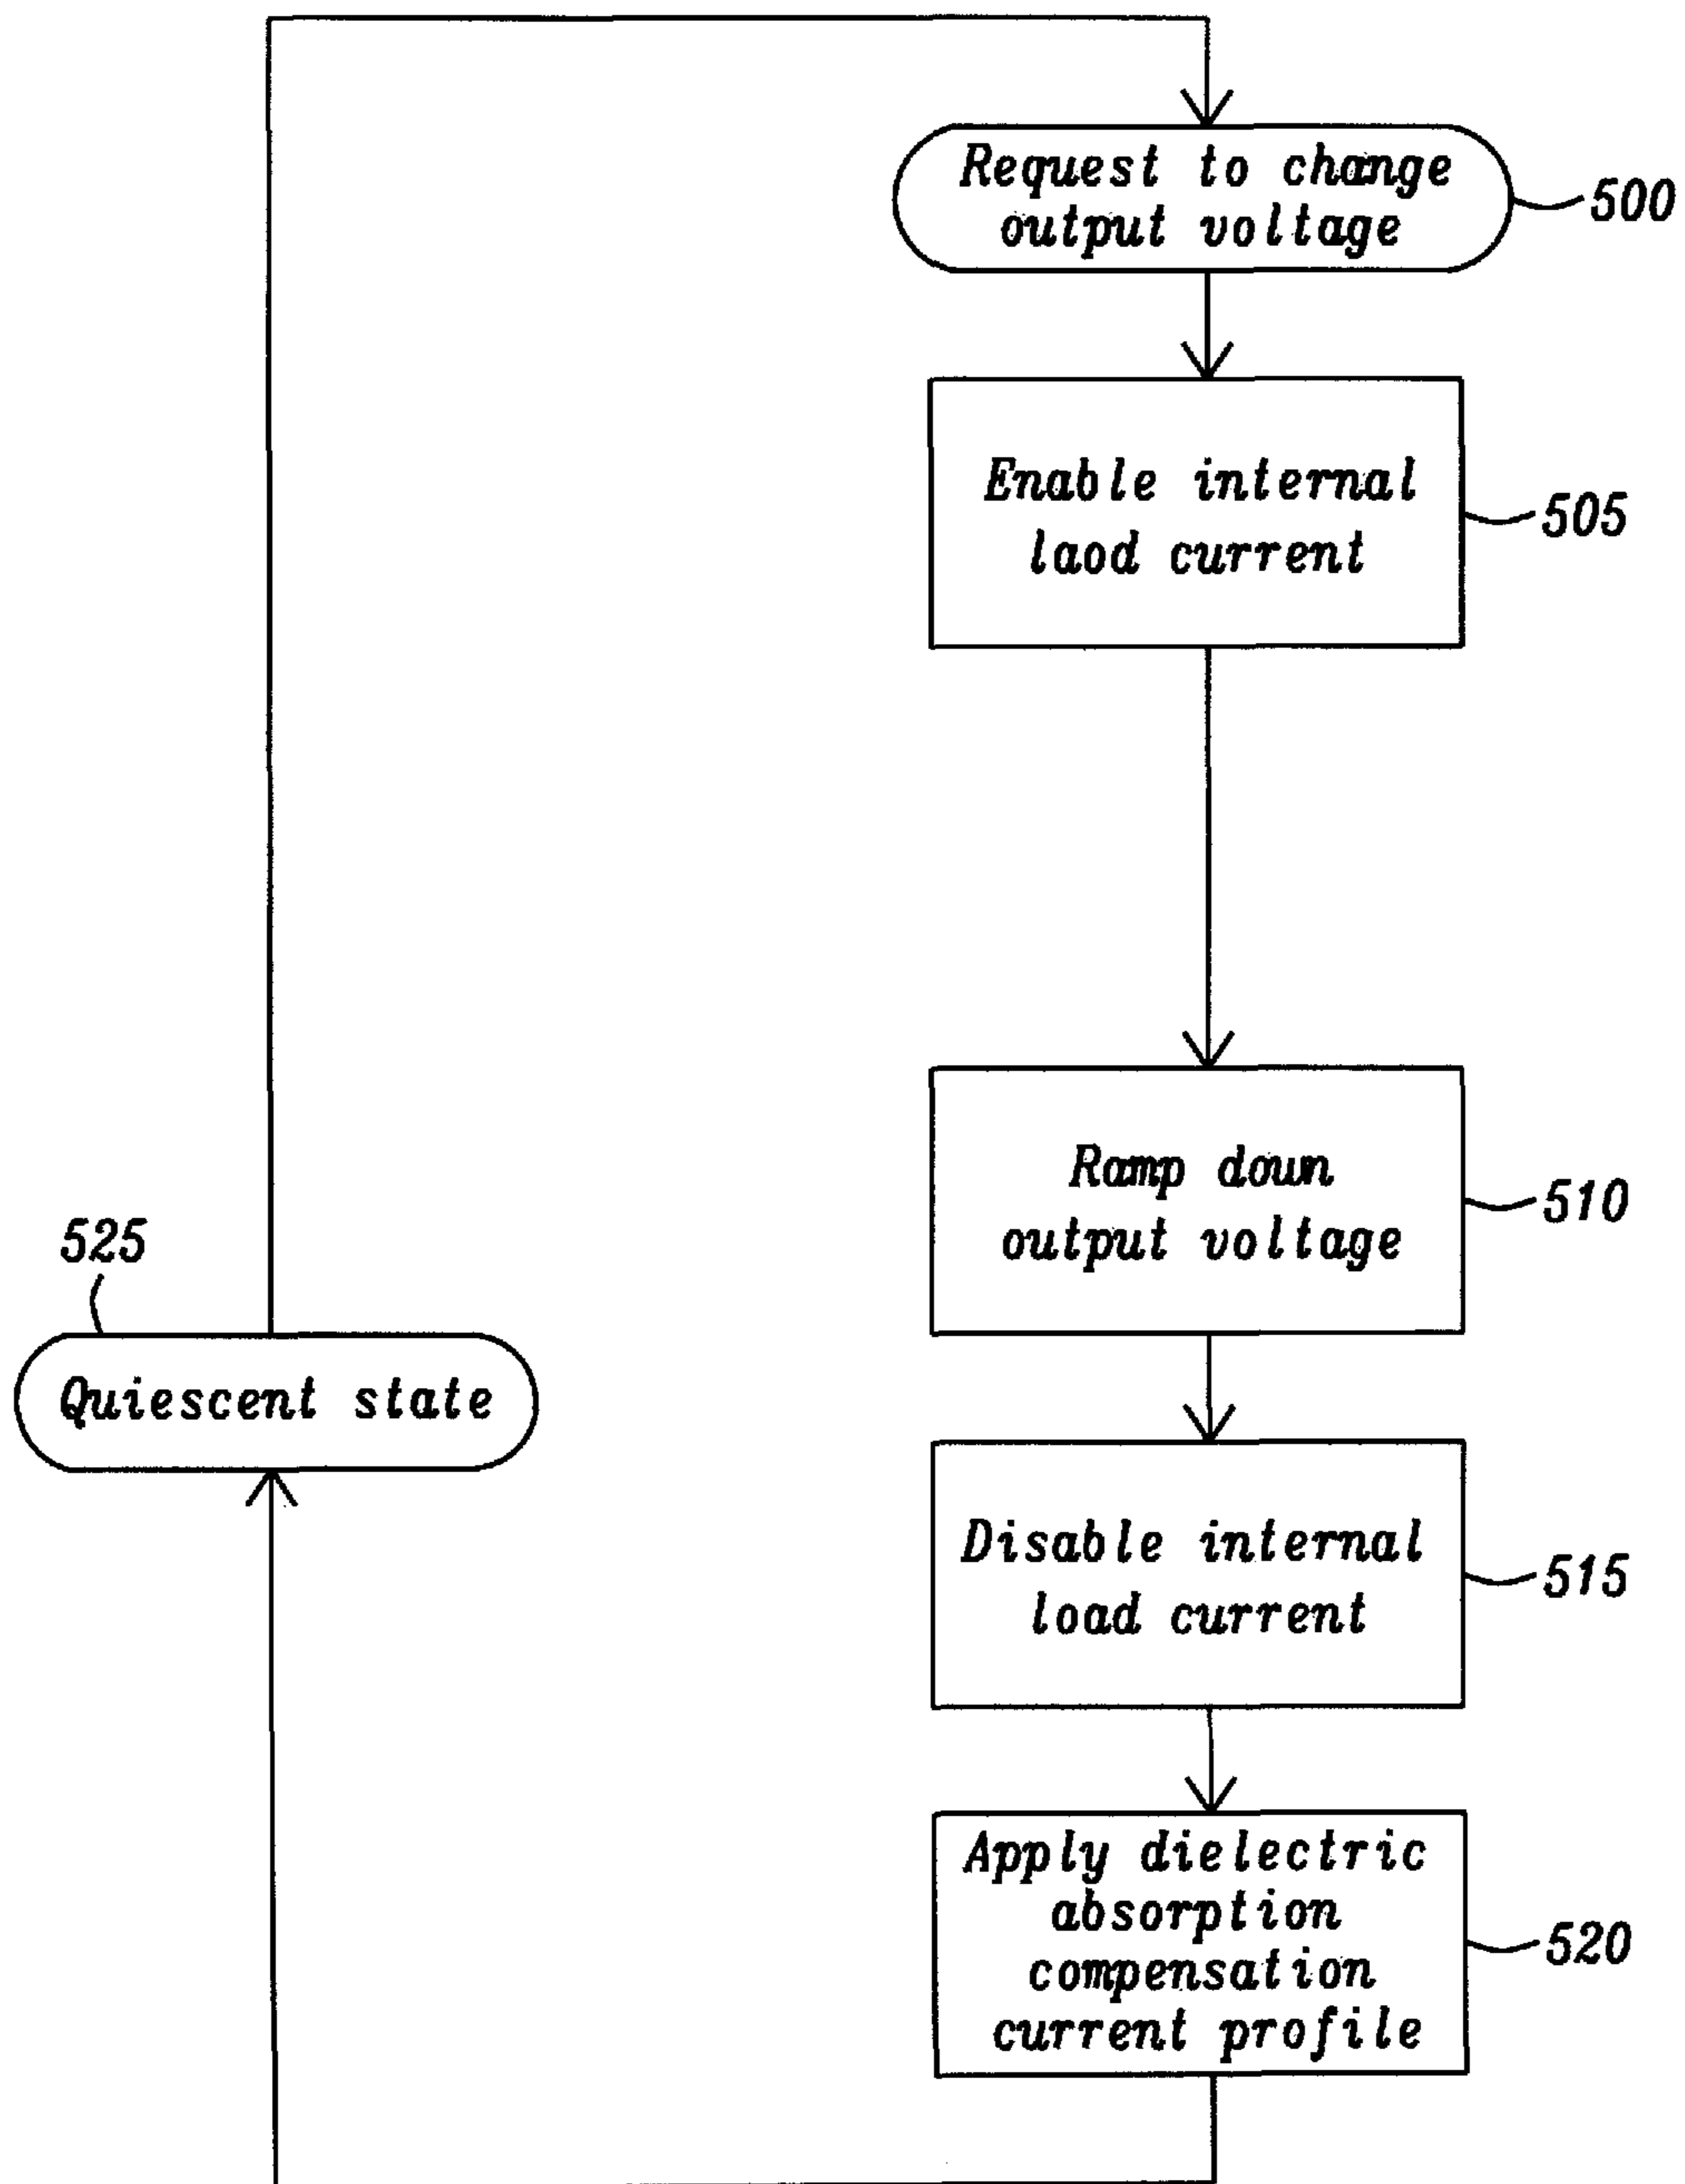 Request to change
output voltage
500
Enable internal
laod current
505
Ramp down
output voltage
510
525
Quiescent state
Disable internal
load current
515
Apply dielectric
absorption
compensation
current profile
520